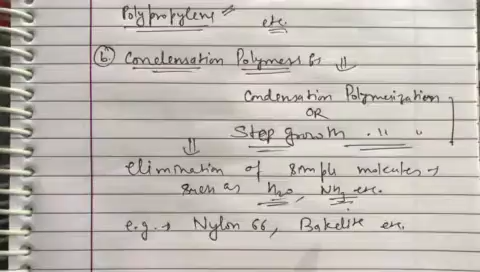 Polypropylene etc.
(b) Condensation Polymers :- ⇓
Condensation Polymerization
OR
Step growth " "
⇓
elimination of simple molecules →
such as H₂O, NH₃ etc.
e.g. → Nylon 66, Bakelite etc.